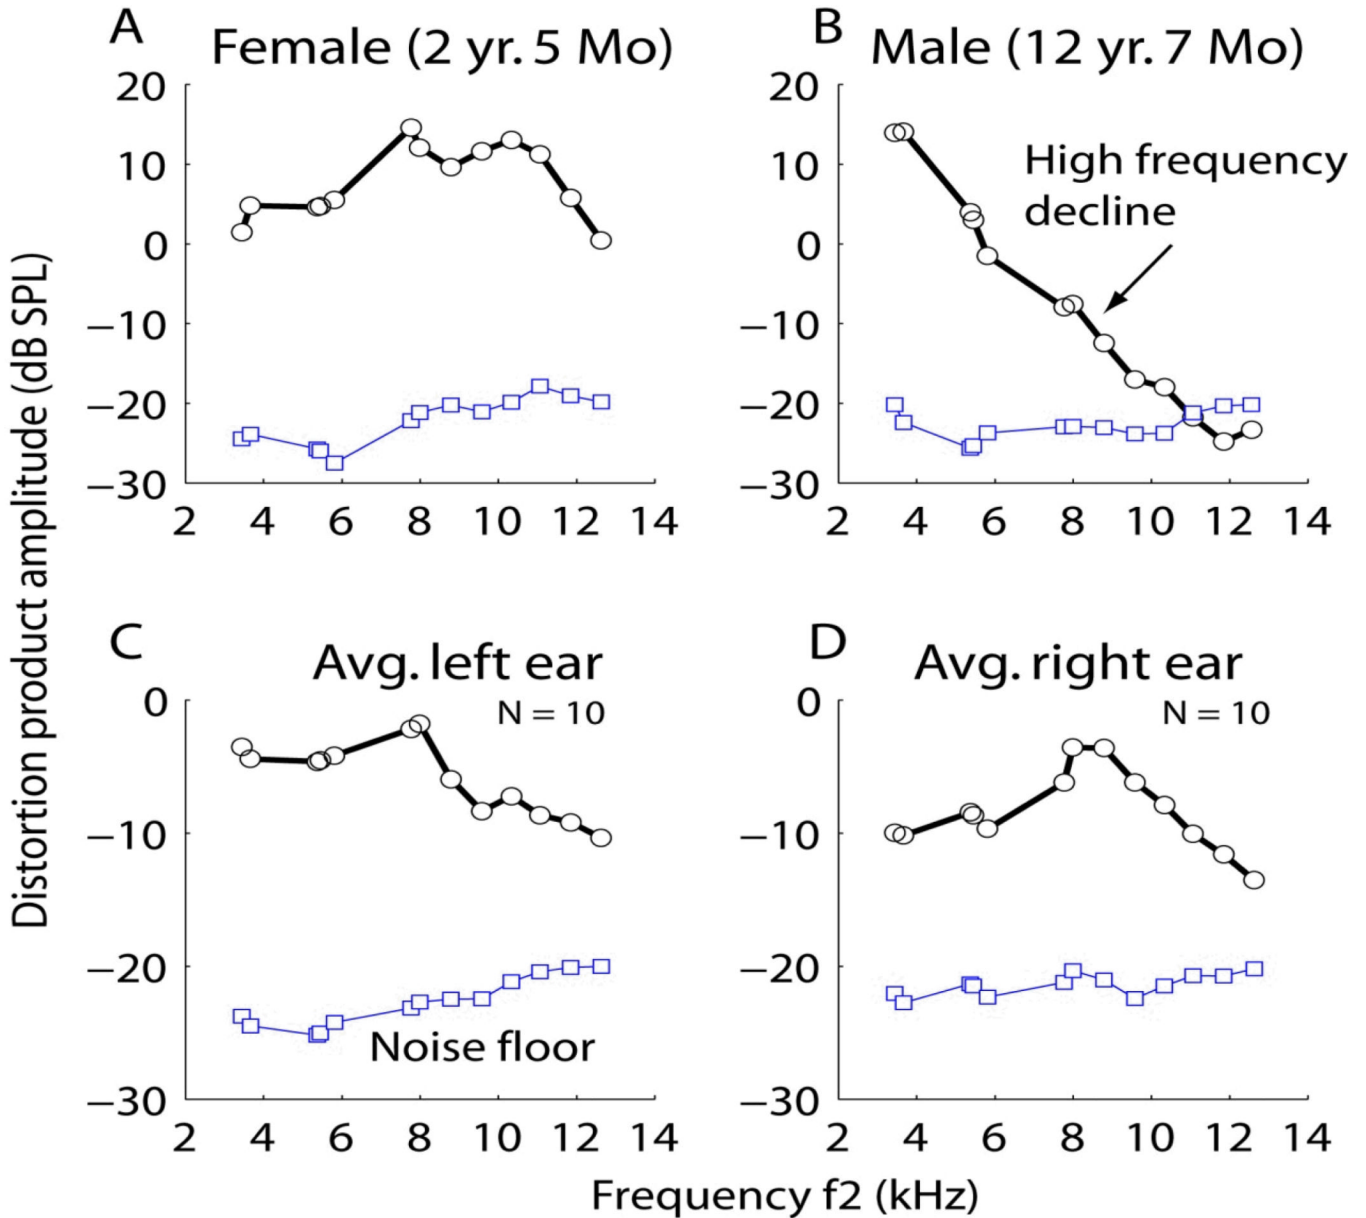 A
Female (2 yr. 5 Mo)
20
10
0
−10
−20
−30
2 4 6 8 10 12 14
B
Male (12 yr. 7 Mo)
20
10
0
−10
−20
−30
2 4 6 8 10 12 14
High frequency
decline
Distortion product amplitude (dB SPL)
C
Avg. left ear
N = 10
0
−10
−20
−30
2 4 6 8 10 12 14
Noise floor
D
Avg. right ear
N = 10
0
−10
−20
−30
2 4 6 8 10 12 14
Frequency f2 (kHz)